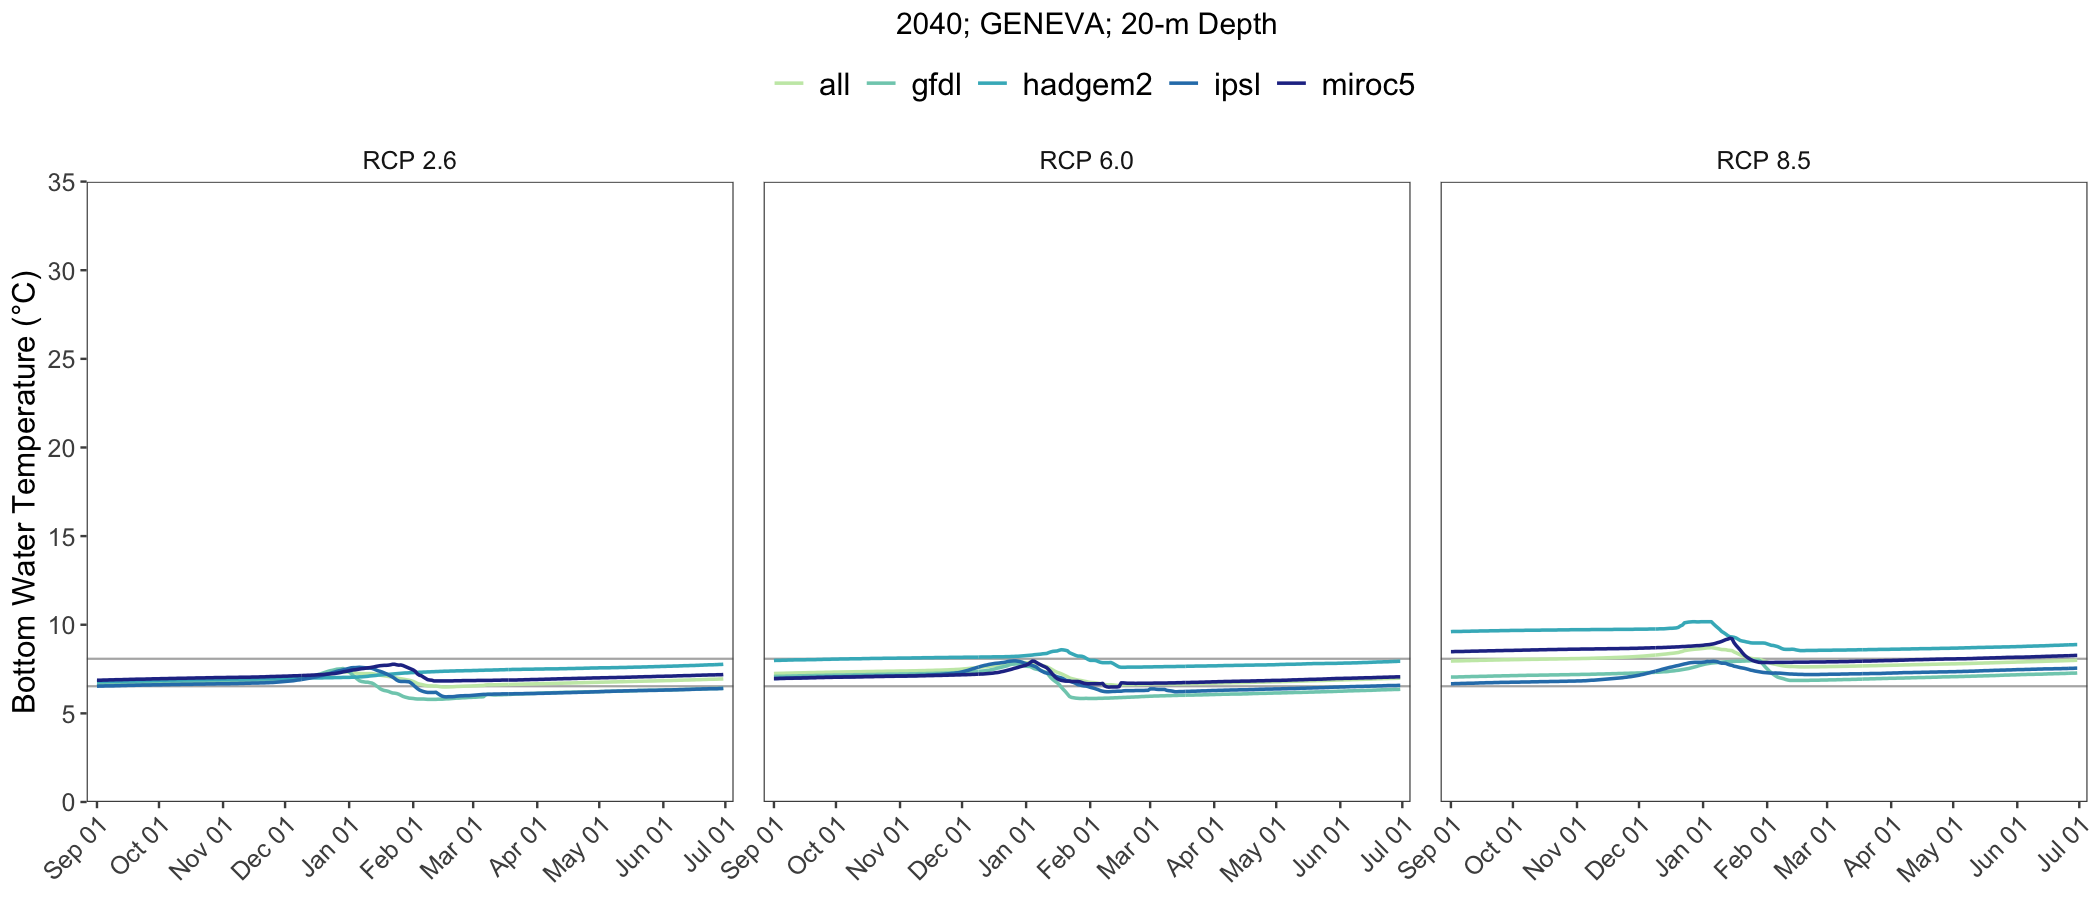 2040; GENEVA; 20-m Depth
all gfdl hadgem2 ipsl miroc5
RCP 2.6 RCP 6.0 RCP 8.5
Bottom Water Temperature (°C)
35
30
25
20
15
10
5
0
Sep 01 Oct 01 Nov 01 Dec 01 Jan 01 Feb 01 Mar 01 Apr 01 May 01 Jun 01 Jul 01 Sep 01 Oct 01 Nov 01 Dec 01 Jan 01 Feb 01 Mar 01 Apr 01 May 01 Jun 01 Jul 01 Sep 01 Oct 01 Nov 01 Dec 01 Jan 01 Feb 01 Mar 01 Apr 01 May 01 Jun 01 Jul 01